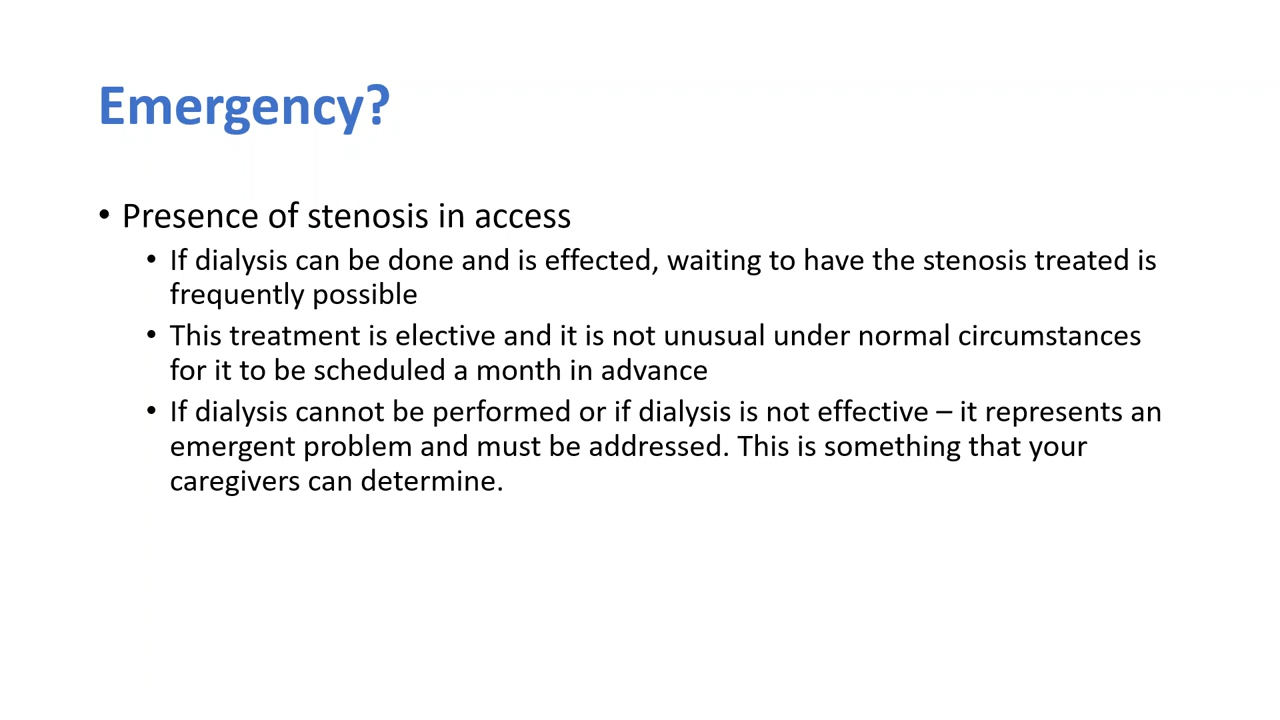 Emergency?
• Presence of stenosis in access
• If dialysis can be done and is effected, waiting to have the stenosis treated is
frequently possible
• This treatment is elective and it is not unusual under normal circumstances
for it to be scheduled a month in advance
• If dialysis cannot be performed or if dialysis is not effective – it represents an
emergent problem and must be addressed. This is something that your
caregivers can determine.